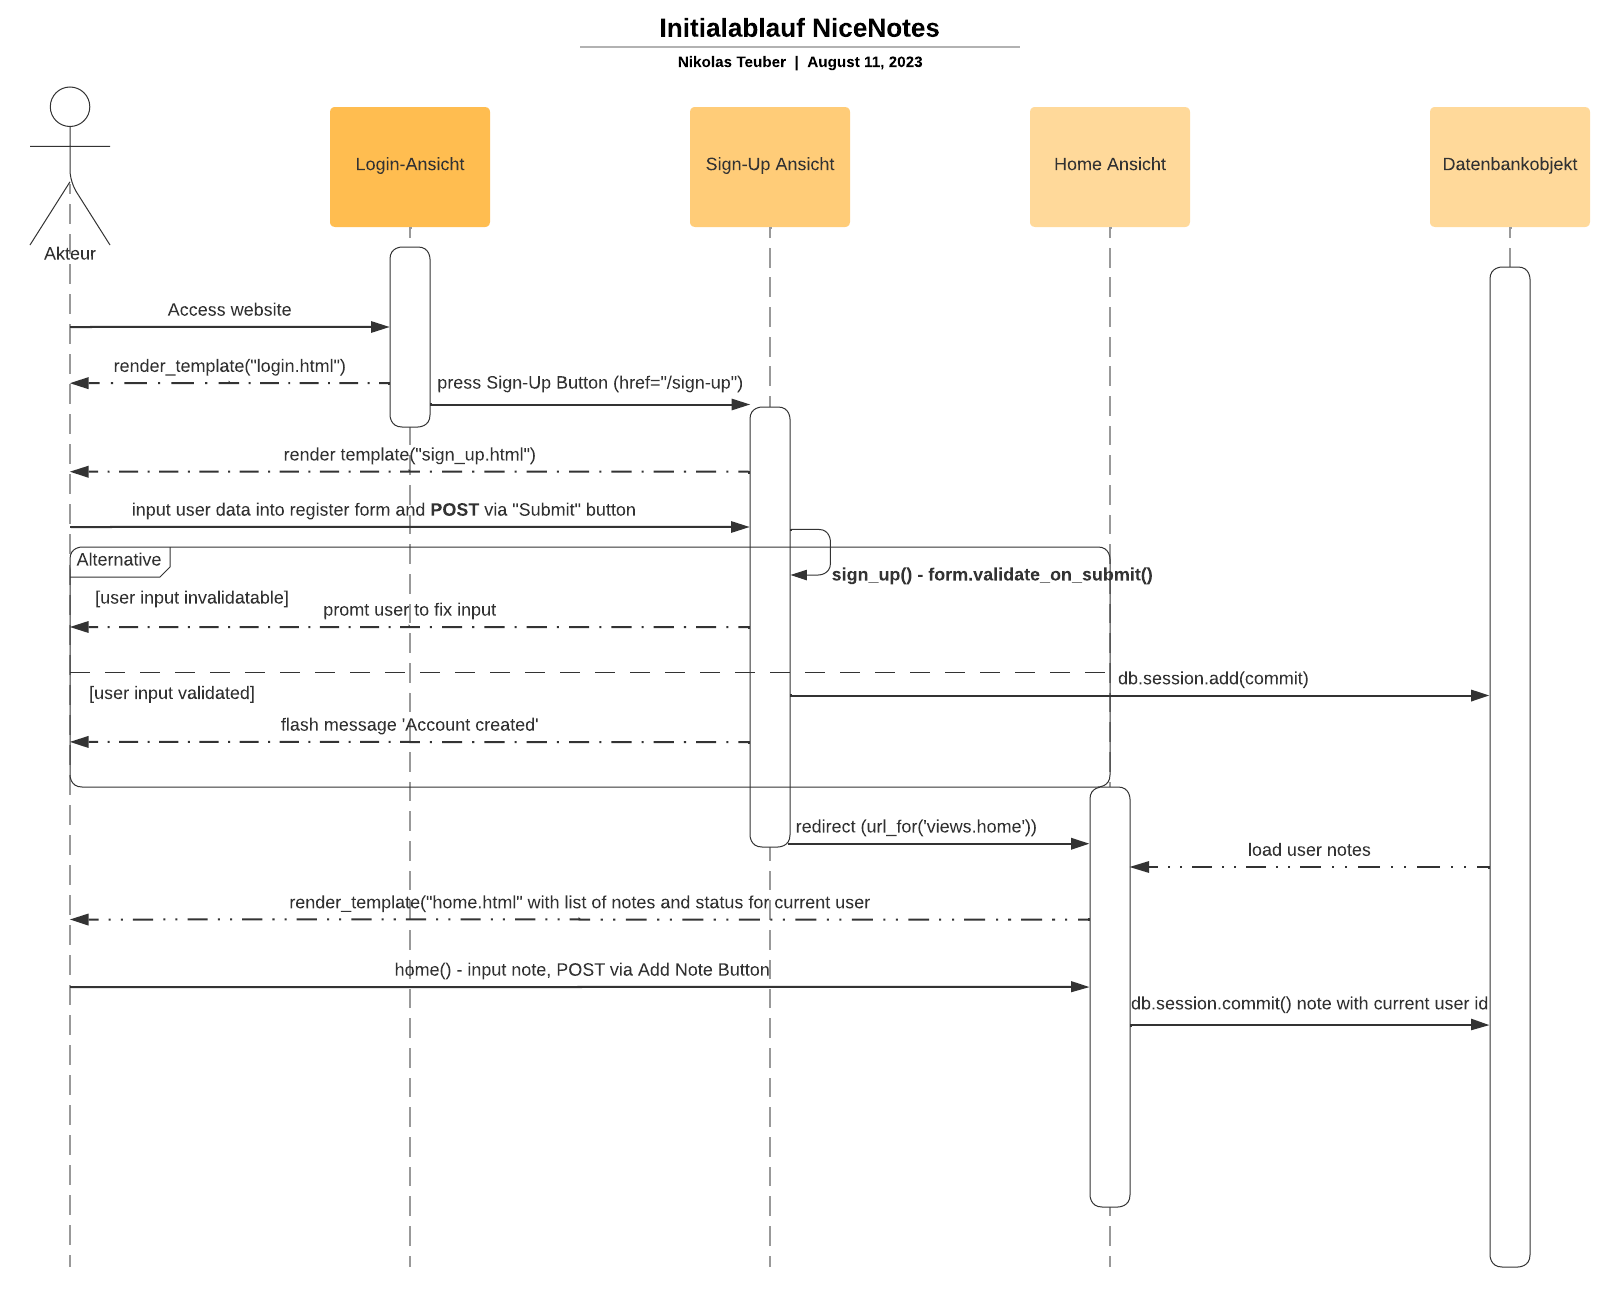 Initialablauf NiceNotes
Nikolas Teuber | August 11, 2023
Login-Ansicht
Sign-Up Ansicht
Home Ansicht
Datenbankobjekt
Akteur
Access website
render_template("login.html")
press Sign-Up Button (href="/sign-up")
render template("sign_up.html")
input user data into register form and POST via "Submit" button
Alternative
sign_up() - form.validate_on_submit()
[user input invalidatable]
promt user to fix input
db.session.add(commit)
[user input validated]
flash message 'Account created'
redirect (url_for('views.home'))
load user notes
render_template("home.html" with list of notes and status for current user
home() - input note, POST via Add Note Button
db.session.commit() note with current user id